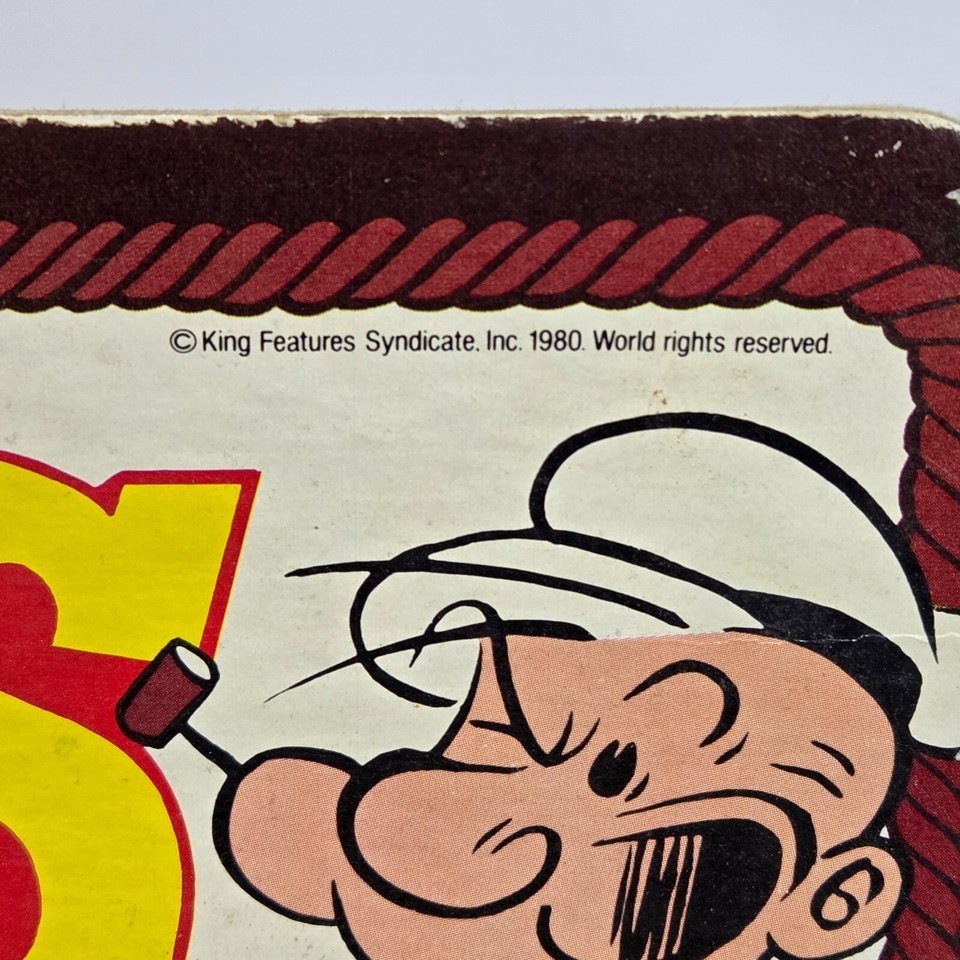 © King Features Syndicate, Inc. 1980. World rights reserved.
S